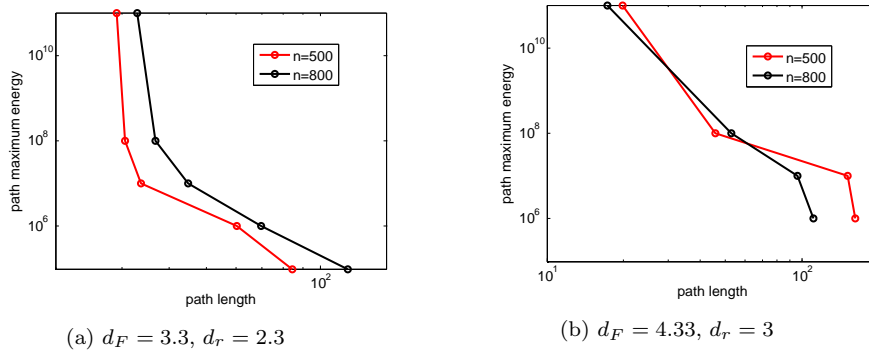 10^10
10^8
10^6
path maximum energy
n=500
n=800
10^2
path length
(a) d_F = 3.3, d_r = 2.3
10^10
10^8
10^6
path maximum energy
n=500
n=800
10^1
10^2
path length
(b) d_F = 4.33, d_r = 3